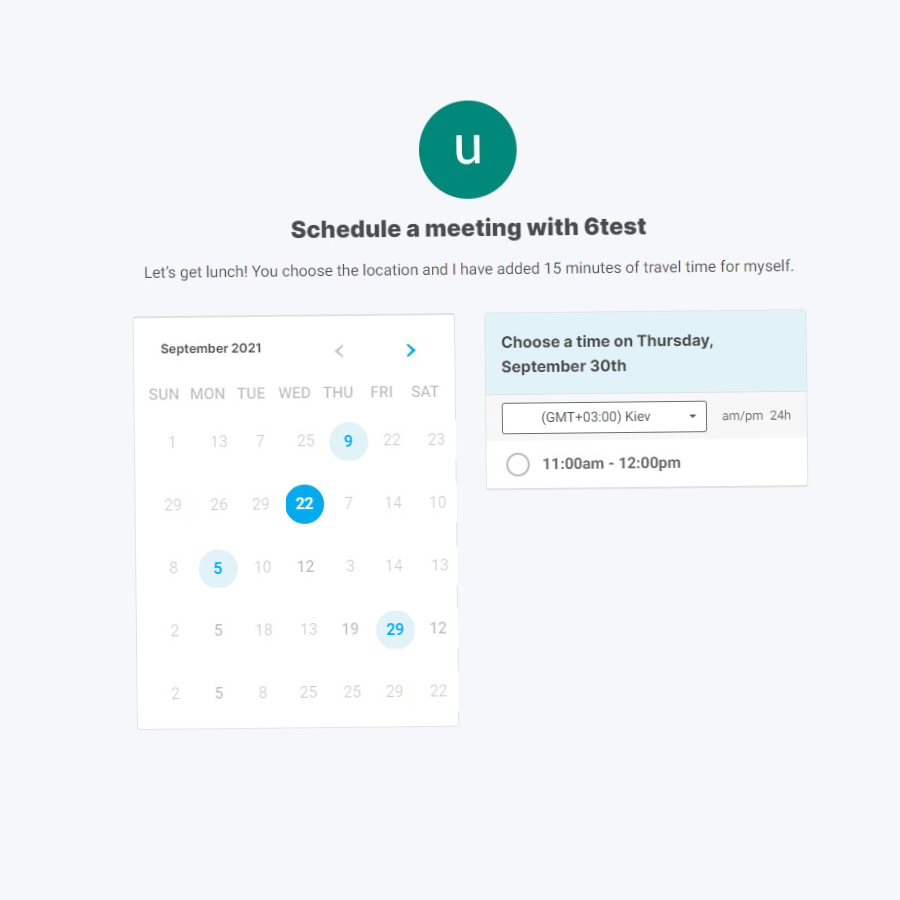 u
Schedule a meeting with 6test
Let's get lunch! You choose the location and I have added 15 minutes of travel time for myself.
September 2021
SUN MON TUE WED THU FRI SAT
1 13 7 25 9 22 23
29 26 29 22 7 14 10
8 5 10 12 3 14 13
2 5 18 13 19 29 12
2 5 8 25 25 29 22
Choose a time on Thursday,
September 30th
(GMT+03:00) Kiev am/pm 24h
11:00am - 12:00pm